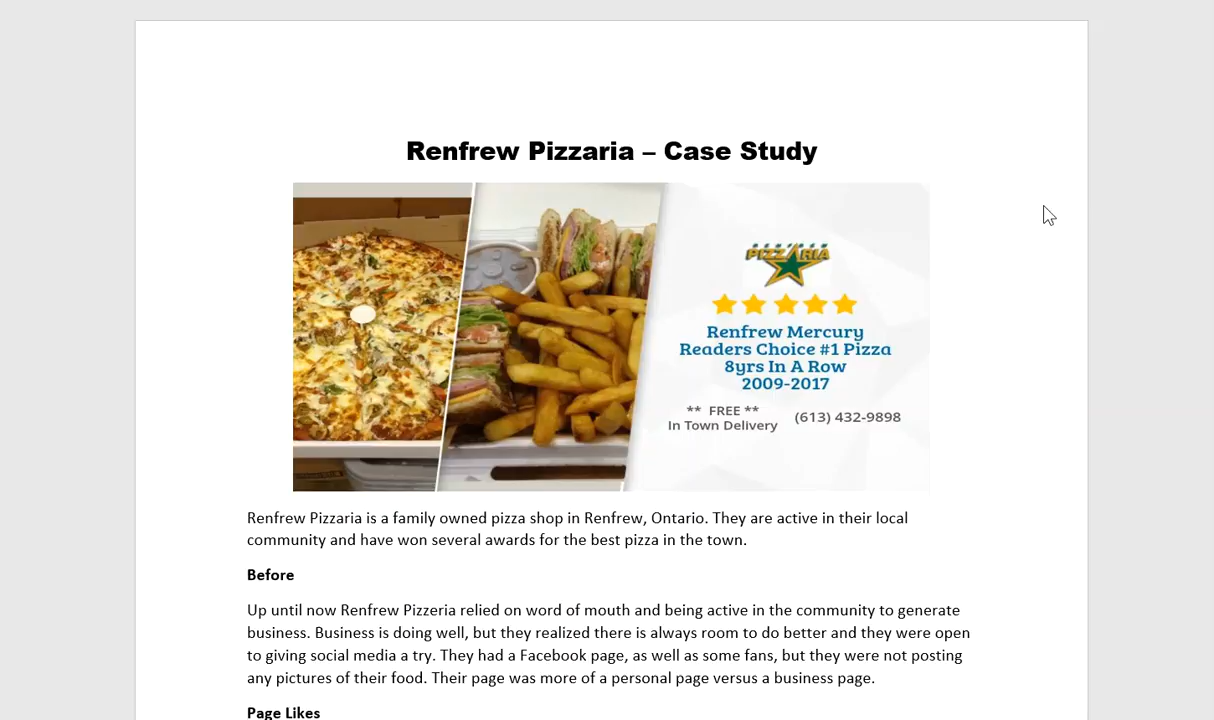 Renfrew Pizzaria – Case Study
RENFREW
PIZZARIA
Renfrew Mercury
Readers Choice #1 Pizza
8yrs In A Row
2009-2017
** FREE **
In Town Delivery
(613) 432-9898
Renfrew Pizzaria is a family owned pizza shop in Renfrew, Ontario. They are active in their local
community and have won several awards for the best pizza in the town.
Before
Up until now Renfrew Pizzeria relied on word of mouth and being active in the community to generate
business. Business is doing well, but they realized there is always room to do better and they were open
to giving social media a try. They had a Facebook page, as well as some fans, but they were not posting
any pictures of their food. Their page was more of a personal page versus a business page.
Page Likes